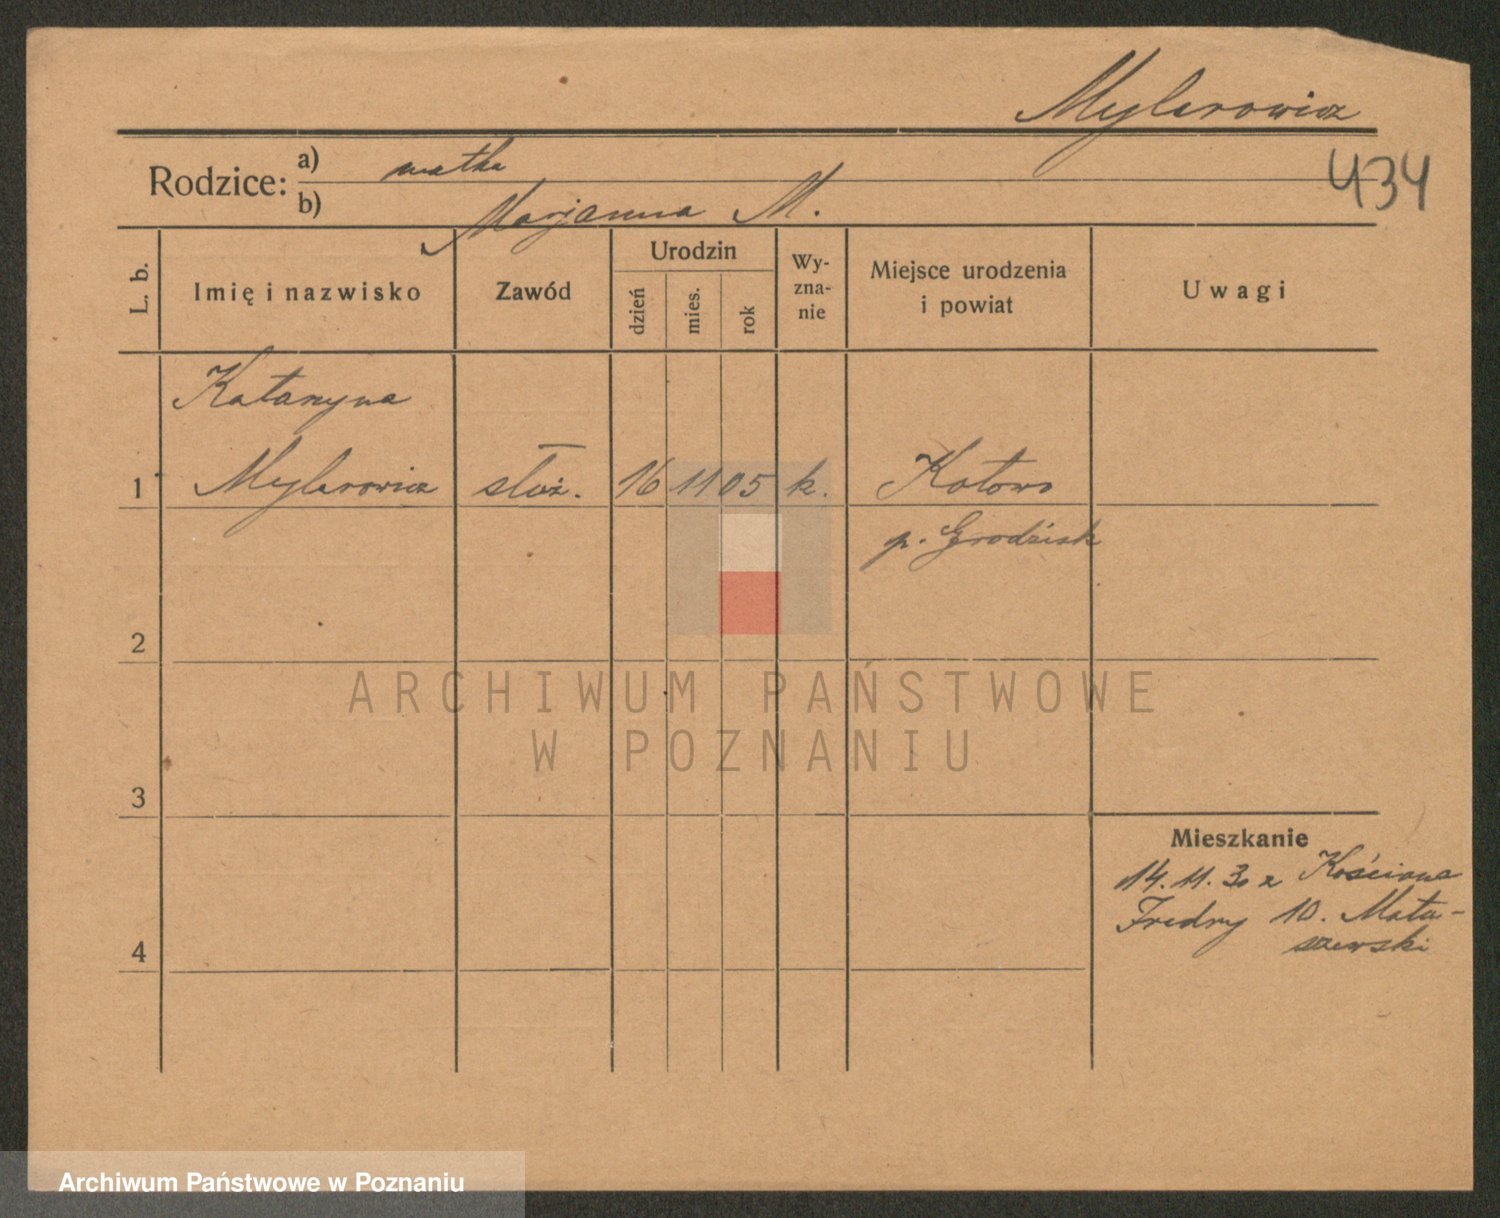 Mylerowicz
434
Rodzice: a) matka
b) Marjanna M.
L. b.
Imię i nazwisko
Zawód
Urodzin
dzień
mies.
rok
Wy-
zna-
nie
Miejsce urodzenia
i powiat
Uwagi
Katarzyna
1 Mylerowicz służ. 16 11 05 k. Kotowo
p. Grodzisk
2
3
4
Mieszkanie
14. 11. 30 z Kościana
Fredry 10. Mata-
szewski
ARCHIWUM PAŃSTWOWE
W POZNANIU
Archiwum Państwowe w Poznaniu